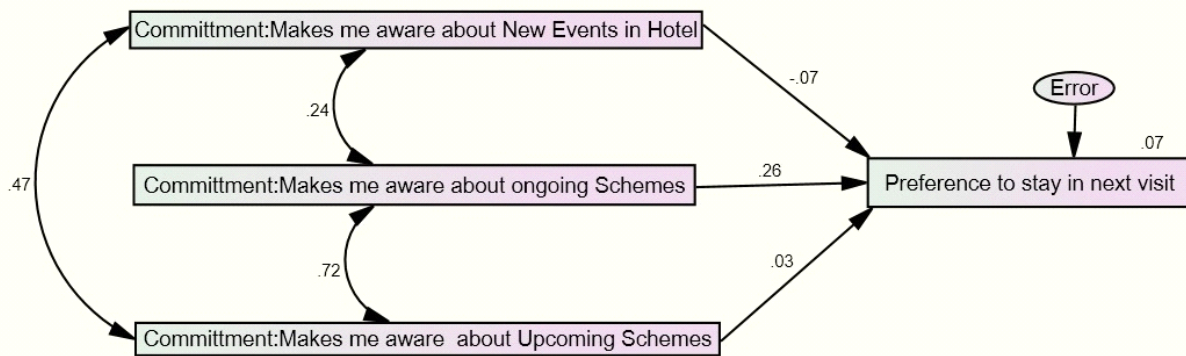 Committment:Makes me aware about New Events in Hotel
-.07
Error
.24
.07
.47
Committment:Makes me aware about ongoing Schemes
.26
Preference to stay in next visit
.72
.03
Committment:Makes me aware  about Upcoming Schemes